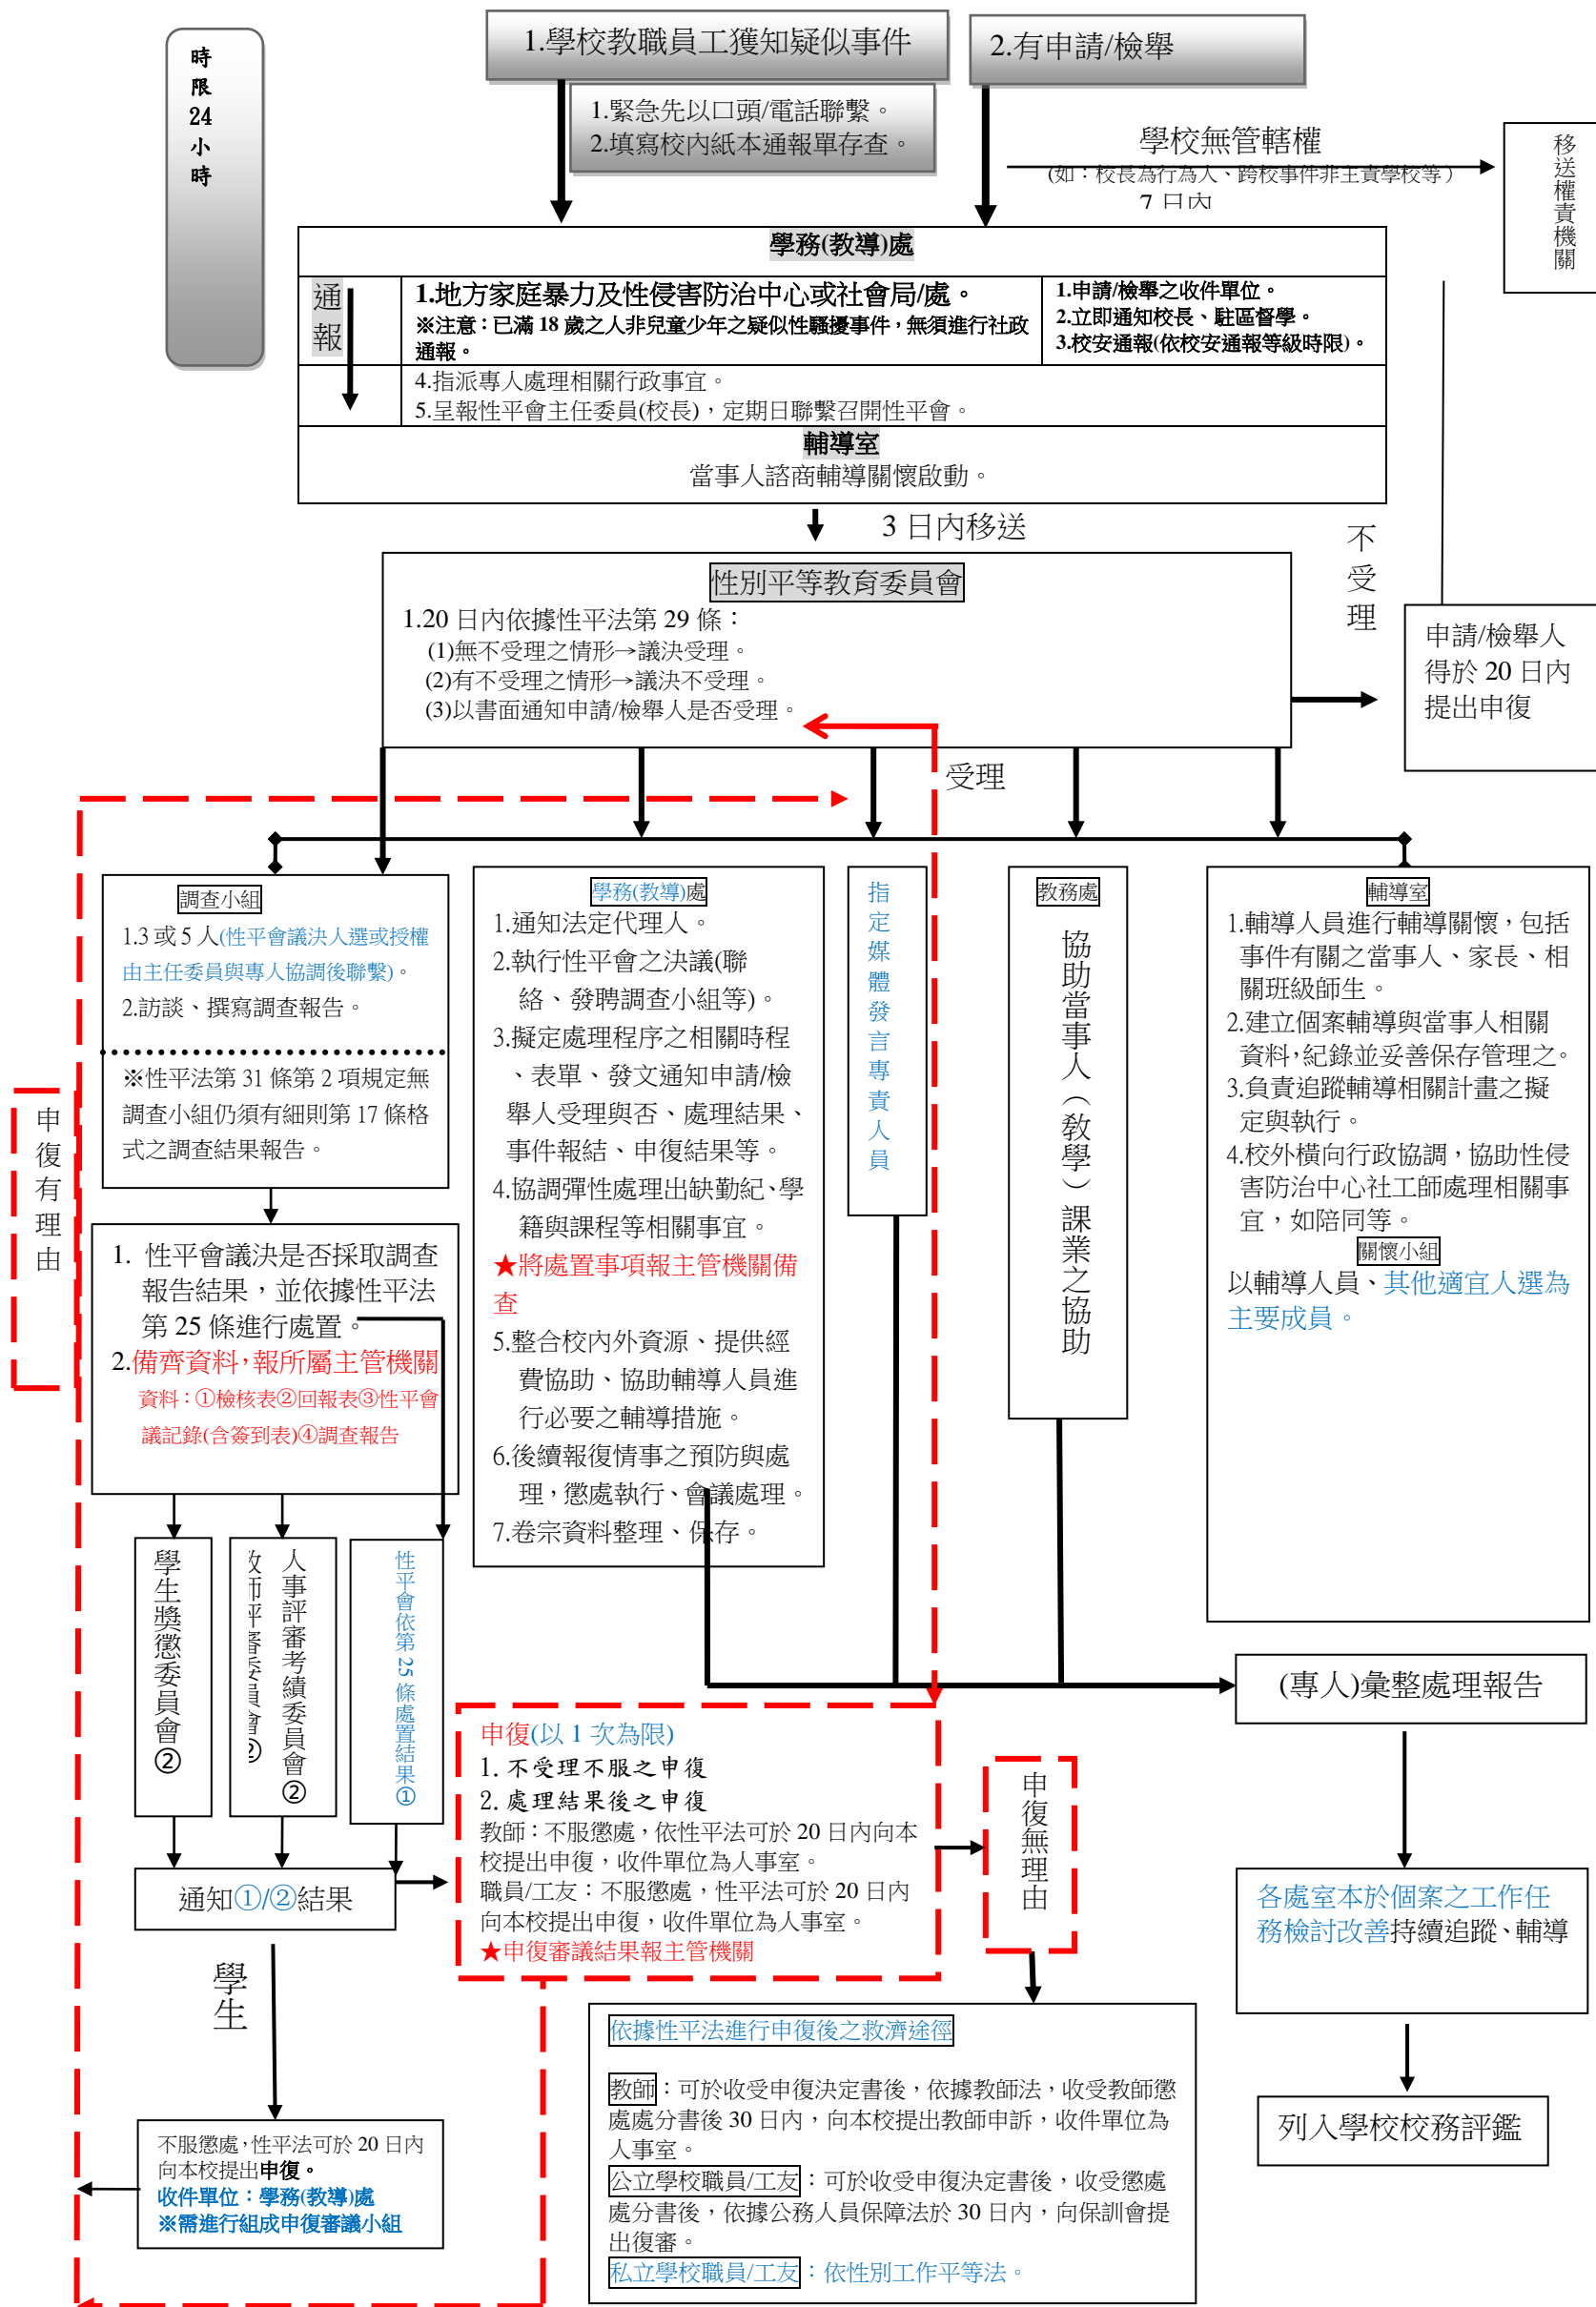 時
限
24
小
時
1.學校教職員工獲知疑似事件
2.有申請/檢舉
1.緊急先以口頭/電話聯繫。
2.填寫校內紙本通報單存查。
學校無管轄權
(如：校長為行為人、跨校事件非主責學校等)
7 日內
移送權責機關
學務(教導)處
通報
1.地方家庭暴力及性侵害防治中心或社會局/處。
※注意：已滿 18 歲之人非兒童少年之疑似性騷擾事件，無須進行社政
通報。
1.申請/檢舉之收件單位。
2.立即通知校長、駐區督學。
3.校安通報(依校安通報等級時限)。
4.指派專人處理相關行政事宜。
5.呈報性平會主任委員(校長)，定期日聯繫召開性平會。
輔導室
當事人諮商輔導關懷啟動。
3 日內移送
不受理
性別平等教育委員會
1.20 日內依據性平法第 29 條：
(1)無不受理之情形→議決受理。
(2)有不受理之情形→議決不受理。
(3)以書面通知申請/檢舉人是否受理。
申請/檢舉人
得於 20 日內
提出申復
受理
調查小組
1.3 或 5 人(性平會議決人選或授權
由主任委員與專人協調後聯繫)。
2.訪談、撰寫調查報告。
※性平法第 31 條第 2 項規定無
調查小組仍須有細則第 17 條格
式之調查結果報告。
學務(教導)處
1.通知法定代理人。
2.執行性平會之決議(聯
絡、發聘調查小組等)。
3.擬定處理程序之相關時程
、表單、發文通知申請/檢
舉人受理與否、處理結果、
事件報結、申復結果等。
4.協調彈性處理出缺勤紀、學
籍與課程等相關事宜。
★將處置事項報主管機關備
查
5.整合校內外資源、提供經
費協助、協助輔導人員進
行必要之輔導措施。
6.後續報復情事之預防與處
理，懲處執行、會議處理。
7.卷宗資料整理、保存。
指定媒體發言專責人員
教務處
協助當事人（教學）課業之協助
輔導室
1.輔導人員進行輔導關懷，包括
事件有關之當事人、家長、相
關班級師生。
2.建立個案輔導與當事人相關
資料，紀錄並妥善保存管理之。
3.負責追蹤輔導相關計畫之擬
定與執行。
4.校外橫向行政協調，協助性侵
害防治中心社工師處理相關事
宜，如陪同等。
關懷小組
以輔導人員、其他適宜人選為
主要成員。
申復有理由
1. 性平會議決是否採取調查
報告結果，並依據性平法
第 25 條進行處置。
2.備齊資料，報所屬主管機關
資料：①檢核表②回報表③性平會
議記錄(含簽到表)④調查報告
學生獎懲委員會②
人事評審考績委員會②
性平會依第 25 條處置結果①
通知①/②結果
(專人)彙整處理報告
申復(以 1 次為限)
1. 不受理不服之申復
2. 處理結果後之申復
教師：不服懲處，依性平法可於 20 日內向本
校提出申復，收件單位為人事室。
職員/工友：不服懲處，性平法可於 20 日內
向本校提出申復，收件單位為人事室。
★申復審議結果報主管機關
申復無理由
各處室本於個案之工作任
務檢討改善持續追蹤、輔導
學生
依據性平法進行申復後之救濟途徑
教師：可於收受申復決定書後，依據教師法，收受教師懲
處處分書後 30 日內，向本校提出教師申訴，收件單位為
人事室。
公立學校職員/工友：可於收受申復決定書後，收受懲處
處分書後，依據公務人員保障法於 30 日內，向保訓會提
出復審。
私立學校職員/工友：依性別工作平等法。
列入學校校務評鑑
不服懲處，性平法可於 20 日內
向本校提出申復。
收件單位：學務(教導)處
※需進行組成申復審議小組